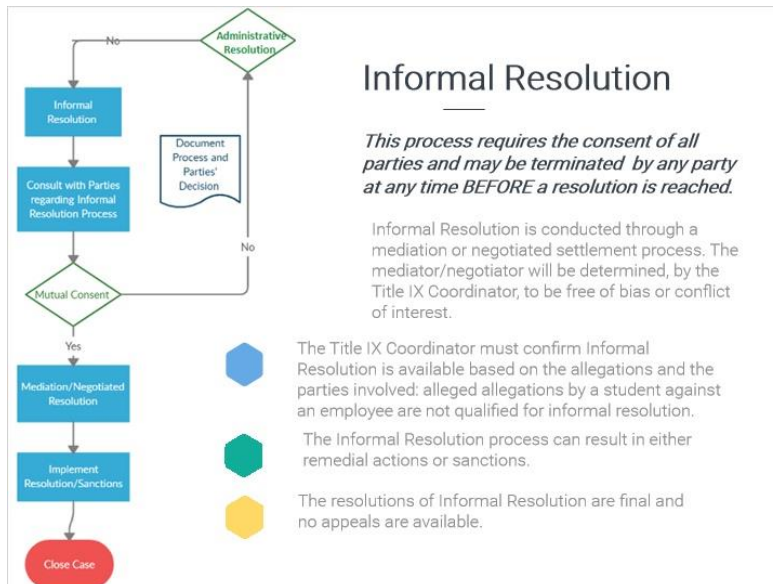 Administrative
Resolution
No
Informal
Resolution
Document
Process and
Parties'
Decision
Consult with Parties
regarding Informal
Resolution Process
No
Mutual Consent
Yes
Mediation/Negotiated
Resolution
Implement
Resolution/Sanctions
Close Case
Informal Resolution
This process requires the consent of all
parties and may be terminated by any party
at any time BEFORE a resolution is reached.
Informal Resolution is conducted through a
mediation or negotiated settlement process. The
mediator/negotiator will be determined, by the
Title IX Coordinator, to be free of bias or conflict
of interest.
The Title IX Coordinator must confirm Informal
Resolution is available based on the allegations and the
parties involved: alleged allegations by a student against
an employee are not qualified for informal resolution.
The Informal Resolution process can result in either
remedial actions or sanctions.
The resolutions of Informal Resolution are final and
no appeals are available.